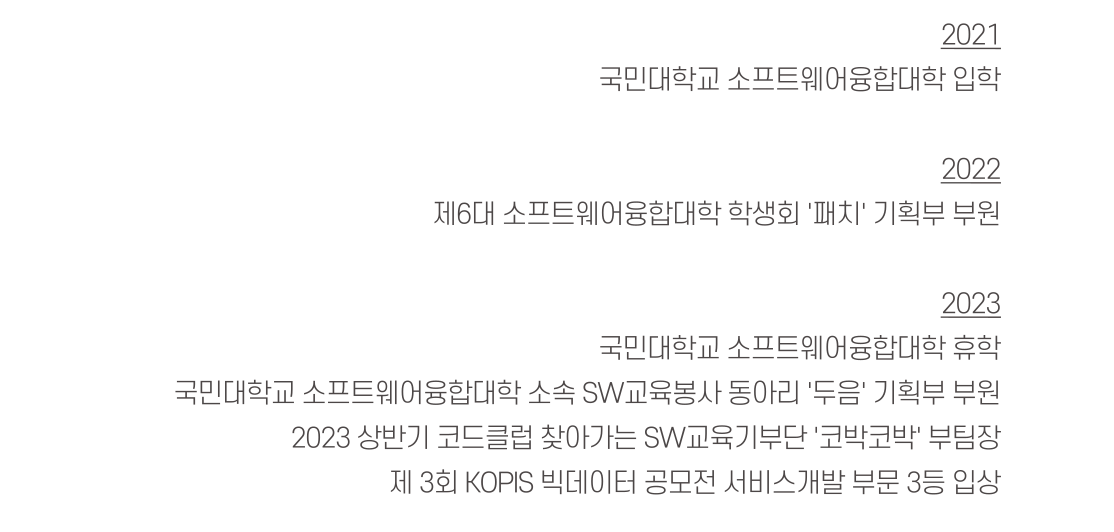 2021
국민대학교 소프트웨어융합대학 입학
2022
제6대 소프트웨어융합대학 학생회 '패치' 기획부 부원
2023
국민대학교 소프트웨어융합대학 휴학
국민대학교 소프트웨어융합대학 소속 SW교육봉사 동아리 '두음' 기획부 부원
2023 상반기 코드클럽 찾아가는 SW교육기부단 '코박코박' 부팀장
제 3회 KOPIS 빅데이터 공모전 서비스개발 부문 3등 입상